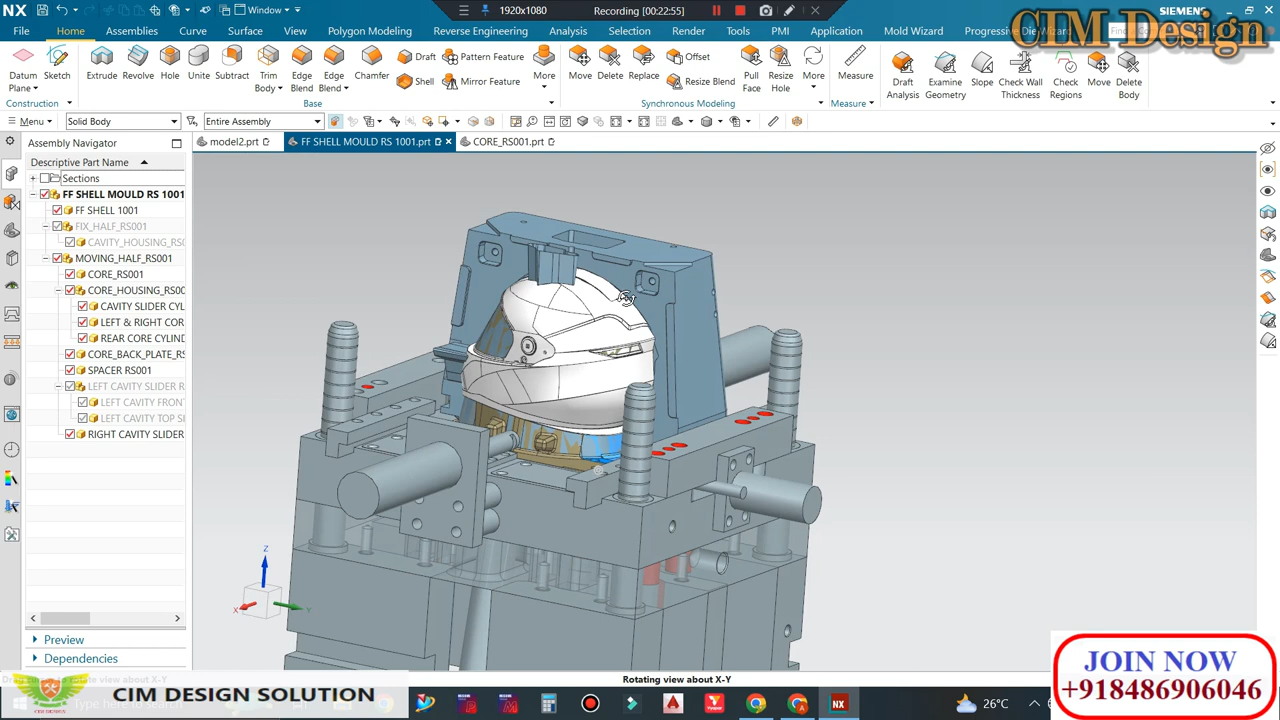 NX
Window
1920x1080
Recording [00:22:55]
SIEMENS
CIM Design
File
Home
Assemblies
Curve
Surface
View
Polygon Modeling
Reverse Engineering
Analysis
Selection
Render
Tools
PMI
Application
Mold Wizard
Progressive Die Wizard
Datum
Plane
Sketch
Extrude
Revolve
Hole
Unite
Subtract
Trim
Body
Edge
Blend
Edge
Blend
Chamfer
Draft
Shell
Pattern Feature
Mirror Feature
More
Move
Delete
Replace
Offset
Resize Blend
Pull
Face
Resize
Hole
More
Measure
Draft
Analysis
Examine
Geometry
Slope
Check Wall
Thickness
Check
Regions
Move
Delete
Body
Construction
Base
Synchronous Modeling
Measure
Menu
Solid Body
Entire Assembly
Assembly Navigator
model2.prt
FF SHELL MOULD RS 1001.prt
CORE_RS001.prt
Descriptive Part Name
Sections
FF SHELL MOULD RS 1001
FF SHELL 1001
FIX_HALF_RS001
CAVITY_HOUSING_RS0
MOVING_HALF_RS001
CORE_RS001
CORE_HOUSING_RS00
CAVITY SLIDER CYL
LEFT & RIGHT COR
REAR CORE CYLIND
CORE_BACK_PLATE_RS
SPACER RS001
LEFT CAVITY SLIDER R
LEFT CAVITY FRON
LEFT CAVITY TOP SL
RIGHT CAVITY SLIDER
Z
X
Y
Preview
Dependencies
Rotating view about X-Y
CIM DESIGN SOLUTION
26°C
JOIN NOW
+918486906046